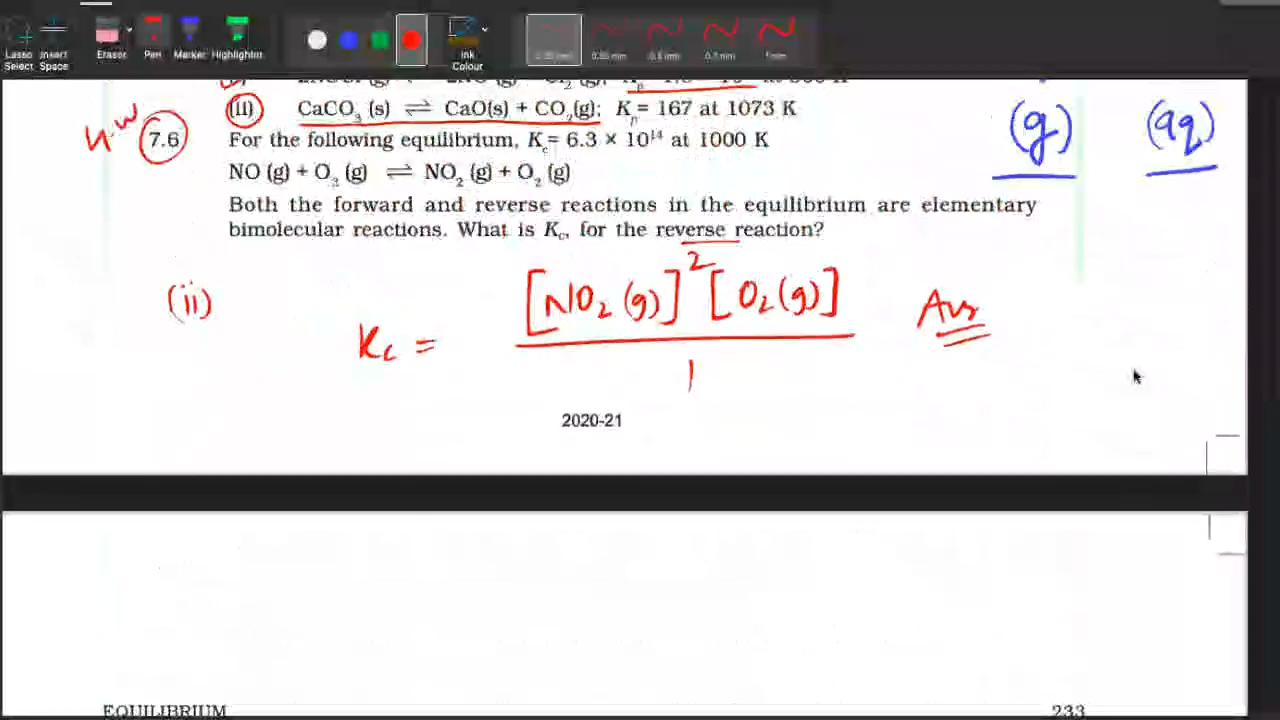 Lasso Select
Insert Space
Eraser
Pen
Marker
Highlighter
Ink Colour
(ii) CaCO3 (s) ⇌ CaO(s) + CO2(g); Kp= 167 at 1073 K
H.W 7.6 For the following equilibrium, Kc= 6.3 × 10¹⁴ at 1000 K
NO (g) + O3 (g) ⇌ NO2 (g) + O2 (g)
Both the forward and reverse reactions in the equilibrium are elementary
bimolecular reactions. What is Kc, for the reverse reaction?
(g) (aq)
(ii) Kc = [NO2 (g)]² [O2 (g)] Ans
1
2020-21
EQUILIBRIUM 233